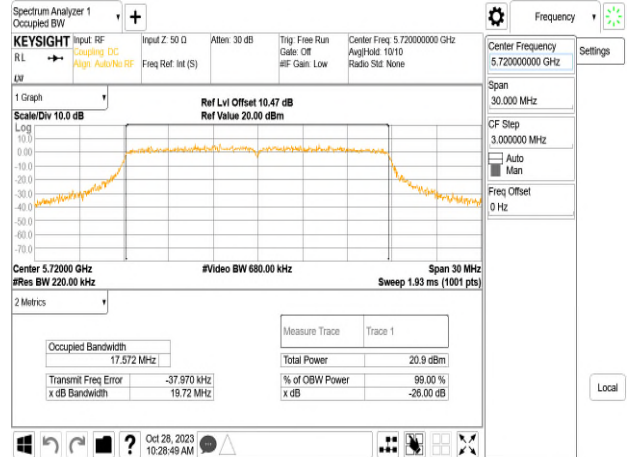 Spectrum Analyzer 1
Occupied BW
+
Frequency
KEYSIGHT Input: RF Input Z: 50 Ω Atten: 30 dB Trig: Free Run Center Freq: 5.720000000 GHz
RL Coupling: DC Gate: Off Avg|Hold: 10/10
Align: Auto/No RF Freq Ref: Int (S) #IF Gain: Low Radio Std: None
Center Frequency
5.720000000 GHz
Settings
Span
30.000 MHz
CF Step
3.000000 MHz
Auto
Man
Freq Offset
0 Hz
Local
1 Graph
Ref Lvl Offset 10.47 dB
Scale/Div 10.0 dB Ref Value 20.00 dBm
Log
10.0
0.00
-10.0
-20.0
-30.0
-40.0
-50.0
-60.0
-70.0
Center 5.72000 GHz #Video BW 680.00 kHz Span 30 MHz
#Res BW 220.00 kHz Sweep 1.93 ms (1001 pts)
2 Metrics
Measure Trace Trace 1
Occupied Bandwidth
17.572 MHz
Total Power 20.9 dBm
Transmit Freq Error -37.970 kHz % of OBW Power 99.00 %
x dB Bandwidth 19.72 MHz x dB -26.00 dB
? Oct 28, 2023
10:28:49 AM